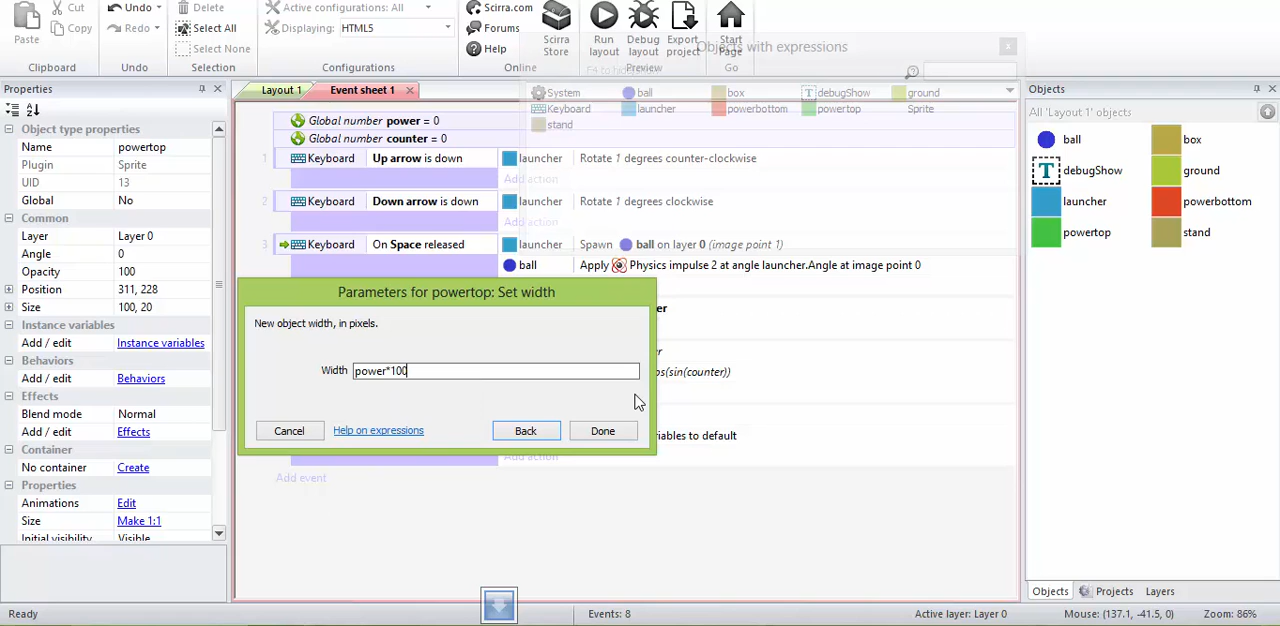 Cut
Undo
Delete
Active configurations: All
Scirra.com
Paste
Copy
Redo
Select All
Displaying: HTML5
Forums
Select None
Help
Scirra Store
Run layout
Debug layout
Export project
Start Page
Clipboard
Undo
Selection
Configurations
Online
Preview
Go
Objects with expressions
Properties
Layout 1
Event sheet 1
Objects
Object type properties
Name powertop
Plugin Sprite
UID 13
Global No
Common
Layer Layer 0
Angle 0
Opacity 100
Position 311, 228
Size 100, 20
Instance variables
Add / edit Instance variables
Behaviors
Add / edit Behaviors
Effects
Blend mode Normal
Add / edit Effects
Container
No container Create
Properties
Animations Edit
Size Make 1:1
Initial visibility Visible
System ball box debugShow ground
Keyboard launcher powerbottom powertop Sprite
stand
Global number power = 0
Global number counter = 0
1 Keyboard Up arrow is down launcher Rotate 1 degrees counter-clockwise
Add action
2 Keyboard Down arrow is down launcher Rotate 1 degrees clockwise
Add action
3 Keyboard On Space released launcher Spawn ball on layer 0 (image point 1)
ball Apply Physics impulse 2 at angle launcher.Angle at image point 0
Parameters for powertop: Set width
New object width, in pixels.
Width power*100
Cancel Help on expressions Back Done
(sin(counter))
to default
Add action
Add event
All 'Layout 1' objects
ball box
debugShow ground
launcher powerbottom
powertop stand
Objects Projects Layers
Ready
Events: 8
Active layer: Layer 0
Mouse: (137.1, -41.5, 0)
Zoom: 86%